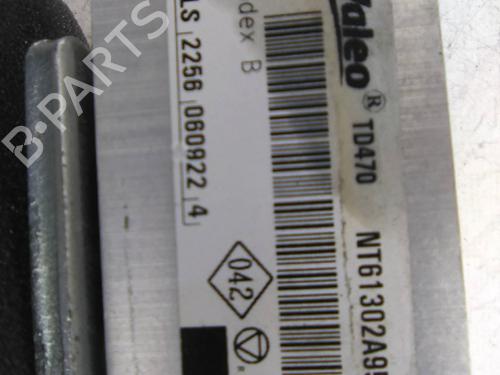 Valeo® TD470
NT61302A95
dex B
LS 2256 060922 4
042
B-PARTS